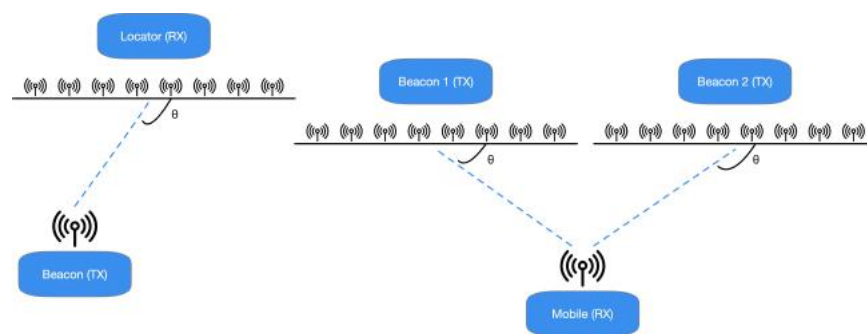 Locator (RX)
θ
Beacon (TX)
Beacon 1 (TX)
θ
Beacon 2 (TX)
θ
Mobile (RX)